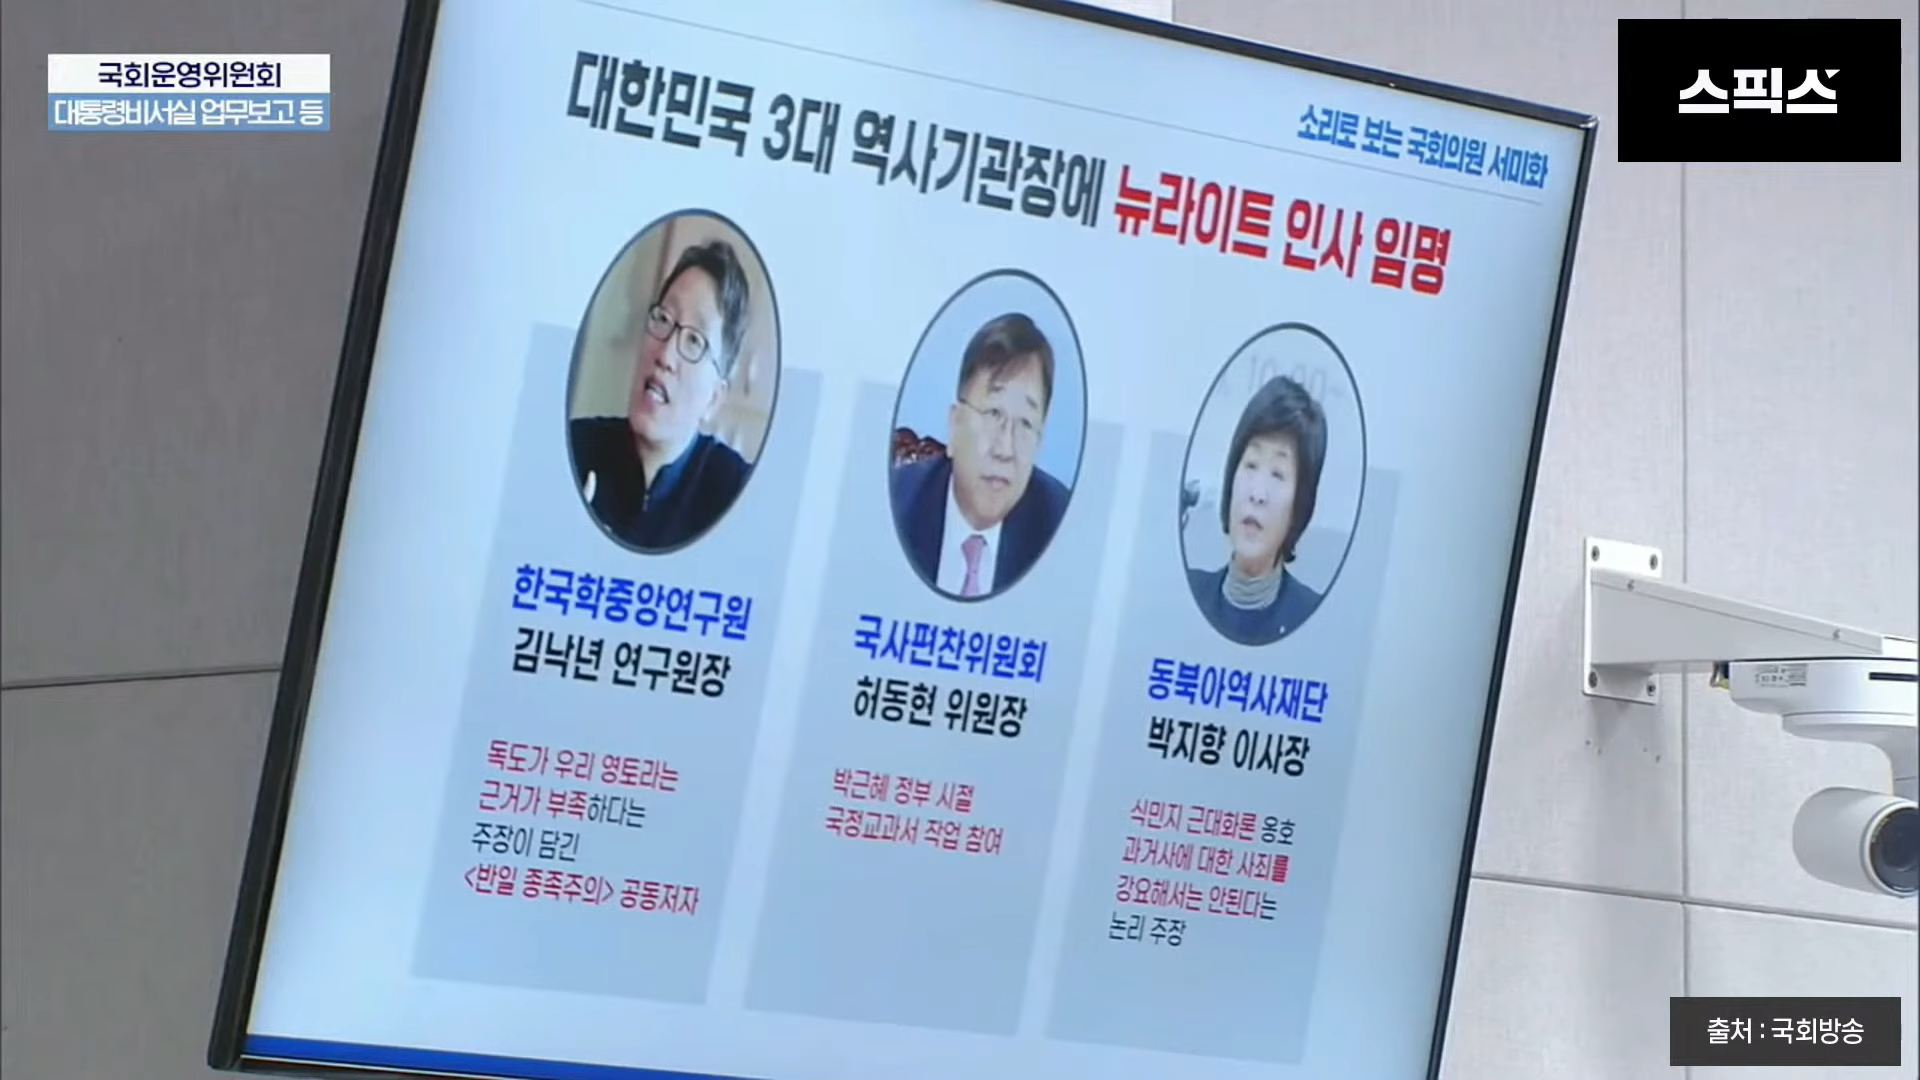 국회운영위원회
대통령비서실 업무보고 등
스픽스
소리로 보는 국회의원 서미화
대한민국 3대 역사기관장에 뉴라이트 인사 임명
한국학중앙연구원
김낙년 연구원장
독도가 우리 영토라는
근거가 부족하다는
주장이 담긴
<반일 종족주의> 공동저자
국사편찬위원회
허동현 위원장
박근혜 정부 시절
국정교과서 작업 참여
동북아역사재단
박지향 이사장
식민지 근대화론 옹호
과거사에 대한 사죄를
강요해서는 안된다는
논리 주장
출처 : 국회방송